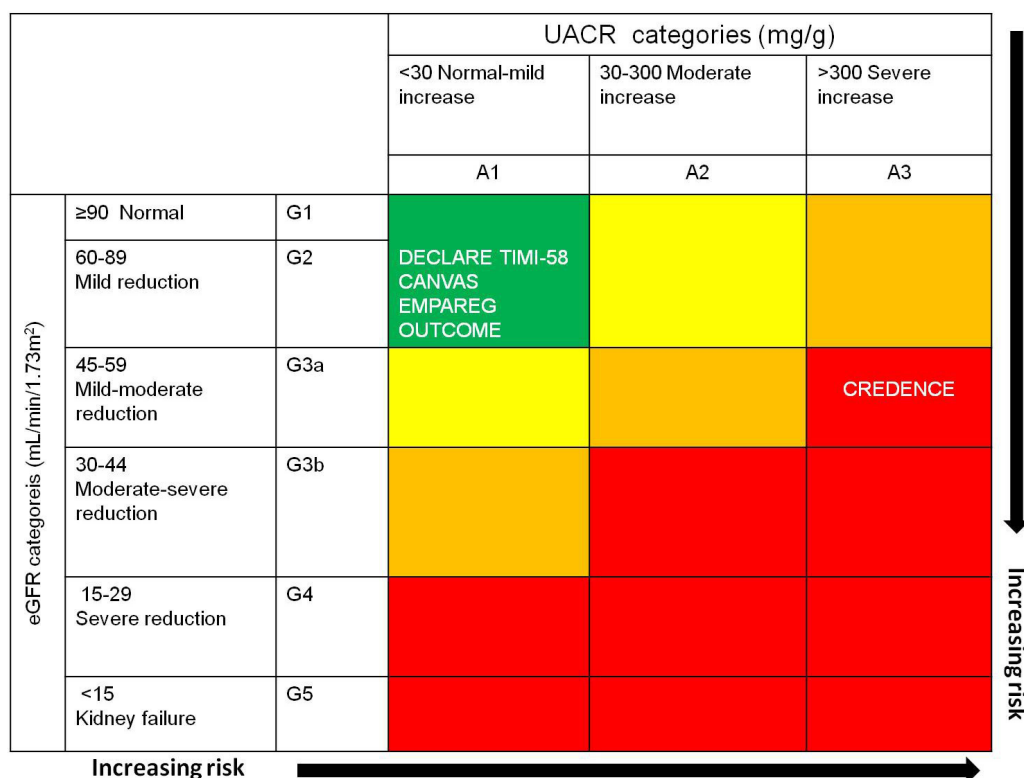 UACR categories (mg/g)
<30 Normal-mild
increase
30-300 Moderate
increase
>300 Severe
increase
A1
A2
A3
eGFR categoreis (mL/min/1.73m²)
≥90 Normal
G1
60-89
Mild reduction
G2
DECLARE TIMI-58
CANVAS
EMPAREG
OUTCOME
45-59
Mild-moderate
reduction
G3a
CREDENCE
30-44
Moderate-severe
reduction
G3b
15-29
Severe reduction
G4
<15
Kidney failure
G5
Increasing risk
Increasing risk